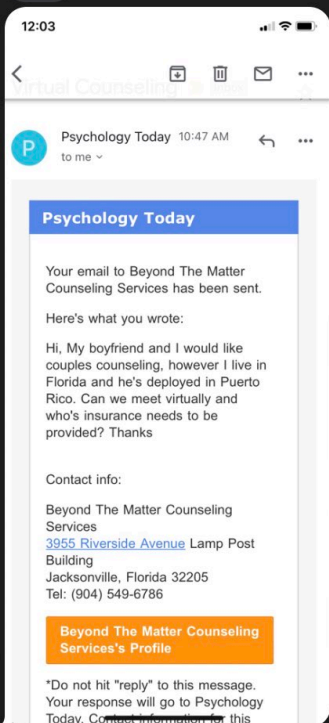 12:03
Virtual Counseling
P
Psychology Today 10:47 AM
to me
Psychology Today
Your email to Beyond The Matter
Counseling Services has been sent.
Here's what you wrote:
Hi, My boyfriend and I would like
couples counseling, however I live in
Florida and he's deployed in Puerto
Rico. Can we meet virtually and
who's insurance needs to be
provided? Thanks
Contact info:
Beyond The Matter Counseling
Services
3955 Riverside Avenue Lamp Post
Building
Jacksonville, Florida 32205
Tel: (904) 549-6786
Beyond The Matter Counseling
Services's Profile
*Do not hit "reply" to this message.
Your response will go to Psychology
Today. Contact information for this